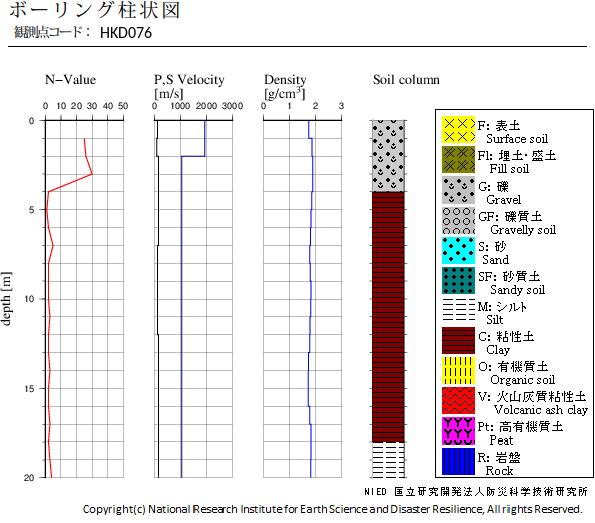 ボーリング柱状図
観測点コード： HKD076
N−Value
0 10 20 30 40 50
P,S Velocity
[m/s]
0 1000 2000 3000
Density
[g/cm³]
0 1 2 3
Soil column
depth [m]
0
5
10
15
20
F: 表土
Surface soil
Fl: 埋土・盛土
Fill soil
G: 礫
Gravel
GF: 礫質土
Gravelly soil
S: 砂
Sand
SF: 砂質土
Sandy soil
M: シルト
Silt
C: 粘性土
Clay
O: 有機質土
Organic soil
V: 火山灰質粘性土
Volcanic ash clay
Pt: 高有機質土
Peat
R: 岩盤
Rock
NIED 国立研究開発法人防災科学技術研究所
Copyright(c) National Research Institute for Earth Science and Disaster Resilience, All rights Reserved.